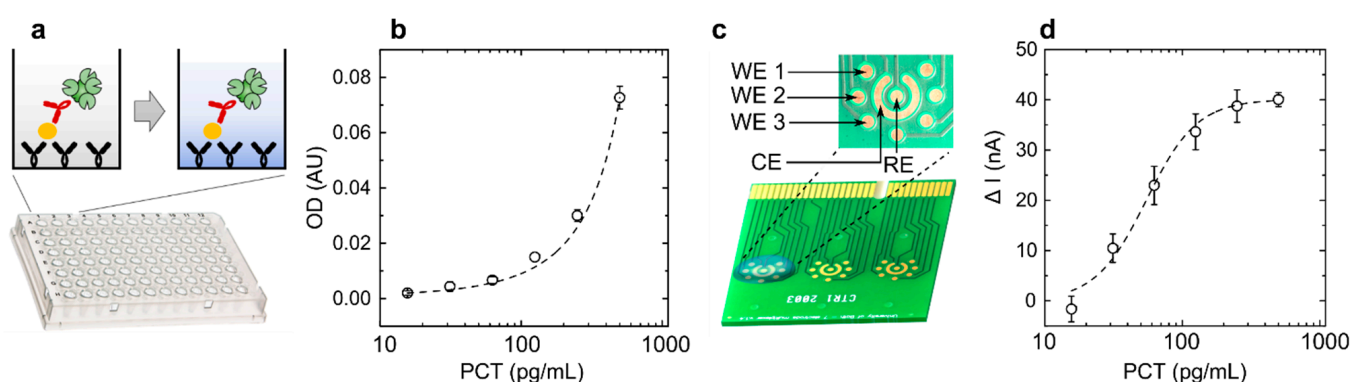 a
b
OD (AU)
0.08
0.06
0.04
0.02
0.00
10
100
1000
PCT (pg/mL)
c
WE 1
WE 2
WE 3
CE
RE
CTR1 2003
d
Δ I (nA)
50
40
30
20
10
0
10
100
1000
PCT (pg/mL)